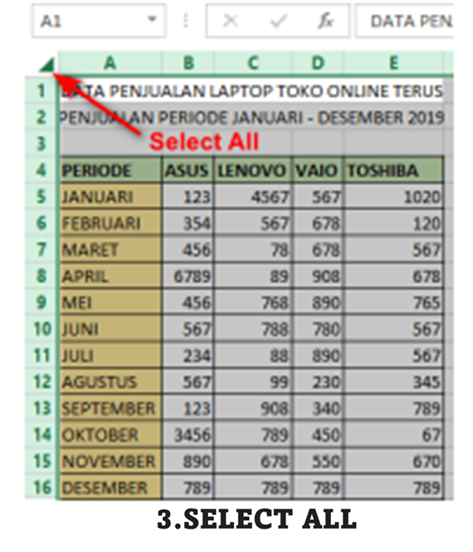 A1 fx DATA PEN
A B C D E
1 DATA PENJUALAN LAPTOP TOKO ONLINE TERUS
2 PENJUALAN PERIODE JANUARI - DESEMBER 2019
3 Select All
4 PERIODE ASUS LENOVO VAIO TOSHIBA
5 JANUARI 123 4567 567 1020
6 FEBRUARI 354 567 678 120
7 MARET 456 78 678 567
8 APRIL 6789 89 908 678
9 MEI 456 768 890 765
10 JUNI 567 788 780 567
11 JULI 234 88 890 567
12 AGUSTUS 567 99 230 345
13 SEPTEMBER 123 908 340 789
14 OKTOBER 3456 789 450 67
15 NOVEMBER 890 678 550 670
16 DESEMBER 789 789 789 789
3.SELECT ALL